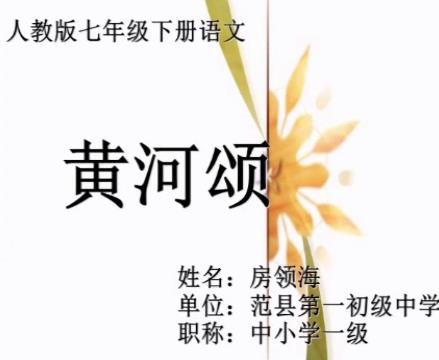 人教版七年级下册语文
黄河颂
姓名：房领海
单位：范县第一初级中学
职称：中小学一级